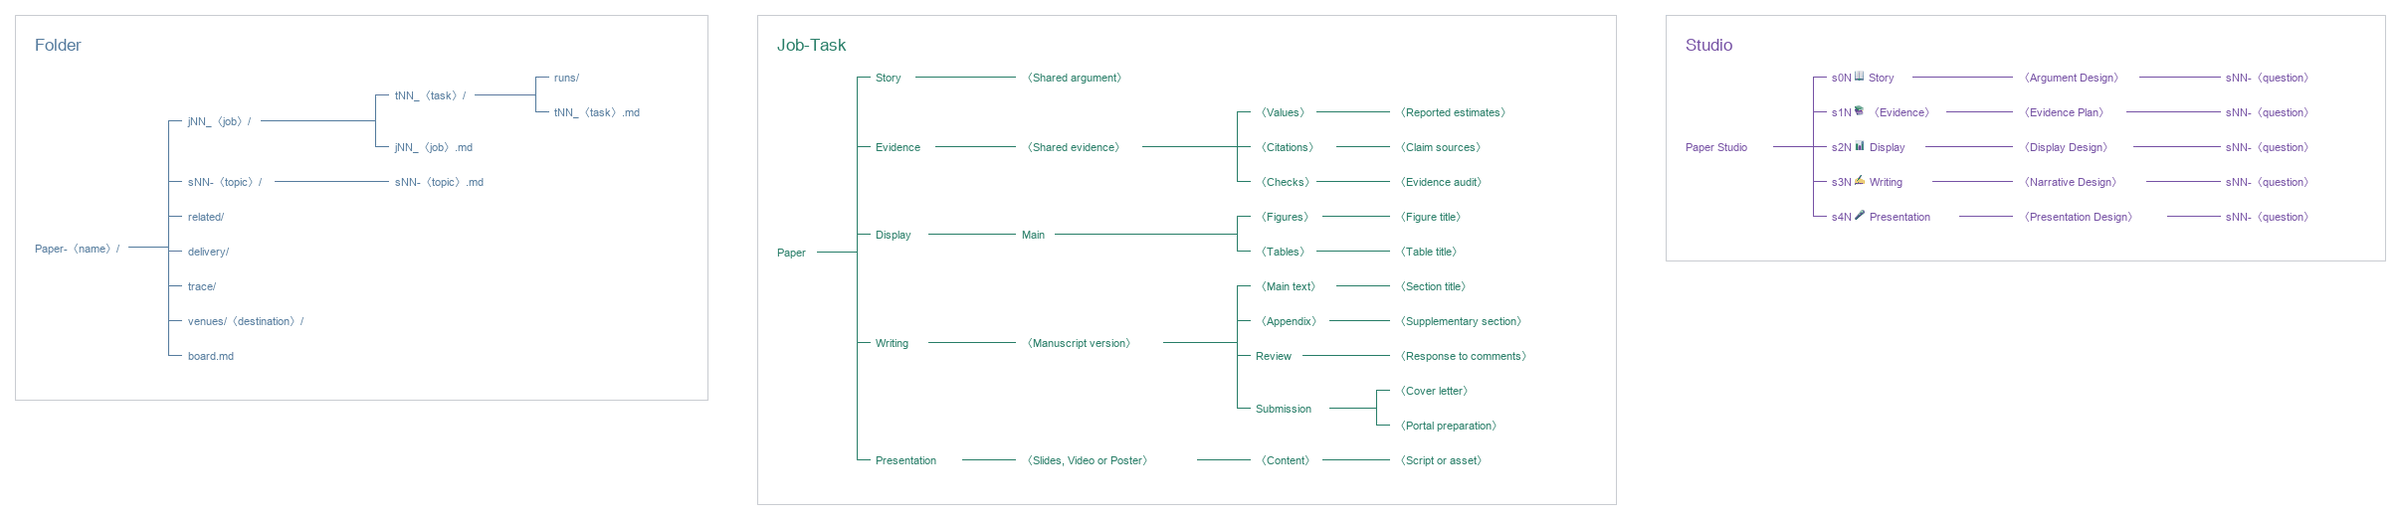 Folder
Paper-〈name〉/
jNN_〈job〉/
tNN_〈task〉/
runs/
tNN_〈task〉.md
jNN_〈job〉.md
sNN-〈topic〉/
sNN-〈topic〉.md
related/
delivery/
trace/
venues/〈destination〉/
board.md
Job-Task
Paper
Story
〈Shared argument〉
Evidence
〈Shared evidence〉
〈Values〉
〈Reported estimates〉
〈Citations〉
〈Claim sources〉
〈Checks〉
〈Evidence audit〉
Display
Main
〈Figures〉
〈Figure title〉
〈Tables〉
〈Table title〉
Writing
〈Manuscript version〉
〈Main text〉
〈Section title〉
〈Appendix〉
〈Supplementary section〉
Review
〈Response to comments〉
Submission
〈Cover letter〉
〈Portal preparation〉
Presentation
〈Slides, Video or Poster〉
〈Content〉
〈Script or asset〉
Studio
Paper Studio
s0N 📖 Story
〈Argument Design〉
sNN-〈question〉
s1N 📚 〈Evidence〉
〈Evidence Plan〉
sNN-〈question〉
s2N 📊 Display
〈Display Design〉
sNN-〈question〉
s3N ✍️ Writing
〈Narrative Design〉
sNN-〈question〉
s4N 🎤 Presentation
〈Presentation Design〉
sNN-〈question〉